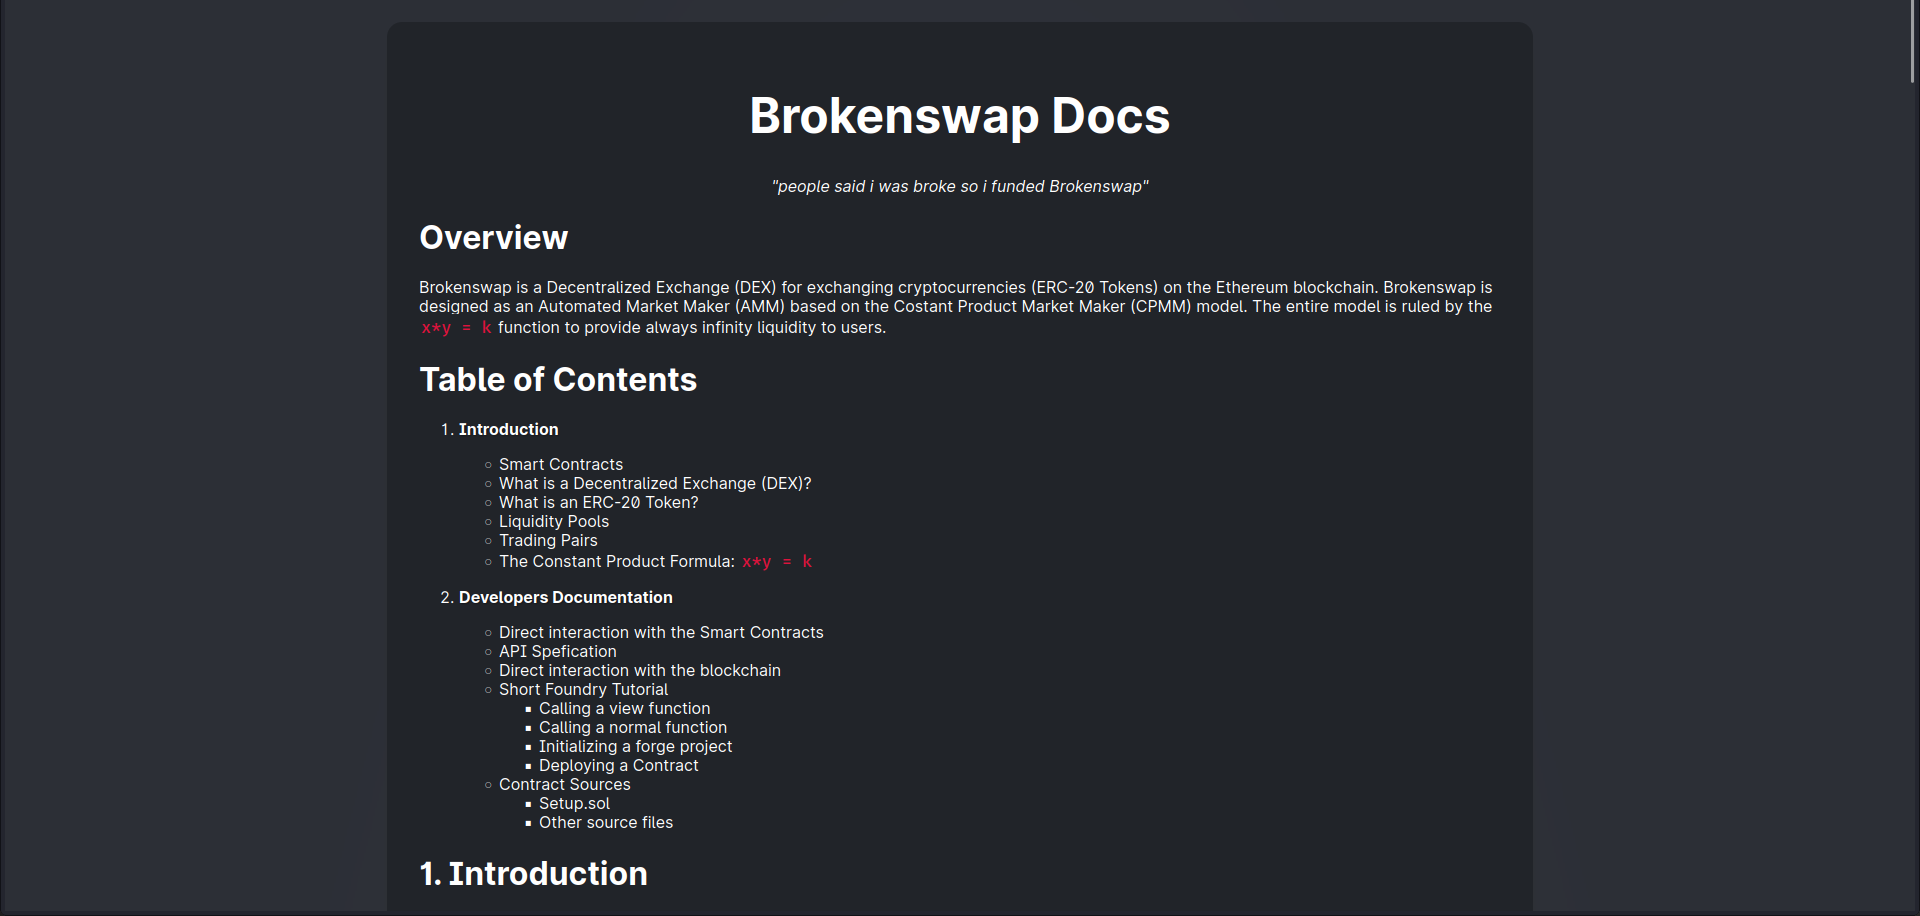 Brokenswap Docs
"people said i was broke so i funded Brokenswap"
Overview
Brokenswap is a Decentralized Exchange (DEX) for exchanging cryptocurrencies (ERC-20 Tokens) on the Ethereum blockchain. Brokenswap is
designed as an Automated Market Maker (AMM) based on the Costant Product Market Maker (CPMM) model. The entire model is ruled by the
x*y = k function to provide always infinity liquidity to users.
Table of Contents
1. Introduction
Smart Contracts
What is a Decentralized Exchange (DEX)?
What is an ERC-20 Token?
Liquidity Pools
Trading Pairs
The Constant Product Formula: x*y = k
2. Developers Documentation
Direct interaction with the Smart Contracts
API Spefication
Direct interaction with the blockchain
Short Foundry Tutorial
Calling a view function
Calling a normal function
Initializing a forge project
Deploying a Contract
Contract Sources
Setup.sol
Other source files
1. Introduction